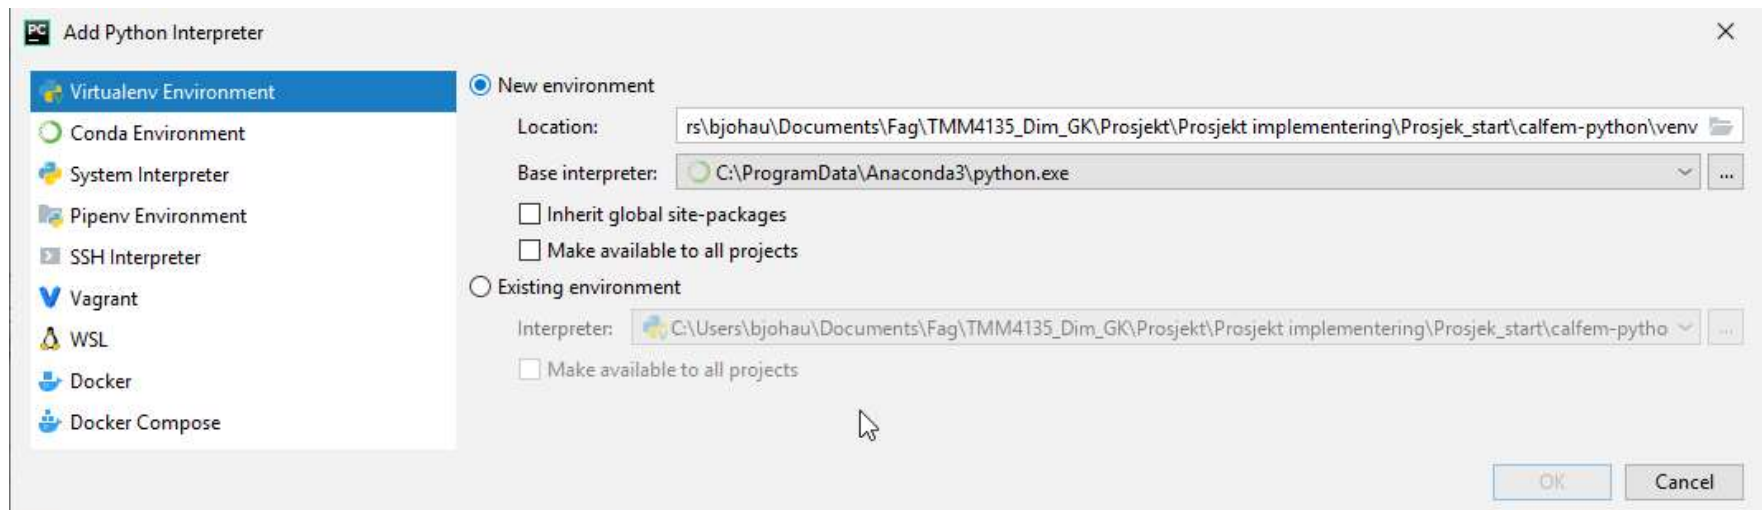 PC Add Python Interpreter
Virtualenv Environment
Conda Environment
System Interpreter
Pipenv Environment
SSH Interpreter
Vagrant
WSL
Docker
Docker Compose
New environment
Location: rs\bjohau\Documents\Fag\TMM4135_Dim_GK\Prosjekt\Prosjekt implementering\Prosjek_start\calfem-python\venv
Base interpreter: C:\ProgramData\Anaconda3\python.exe ...
Inherit global site-packages
Make available to all projects
Existing environment
Interpreter: C:\Users\bjohau\Documents\Fag\TMM4135_Dim_GK\Prosjekt\Prosjekt implementering\Prosjek_start\calfem-pytho ...
Make available to all projects
OK Cancel